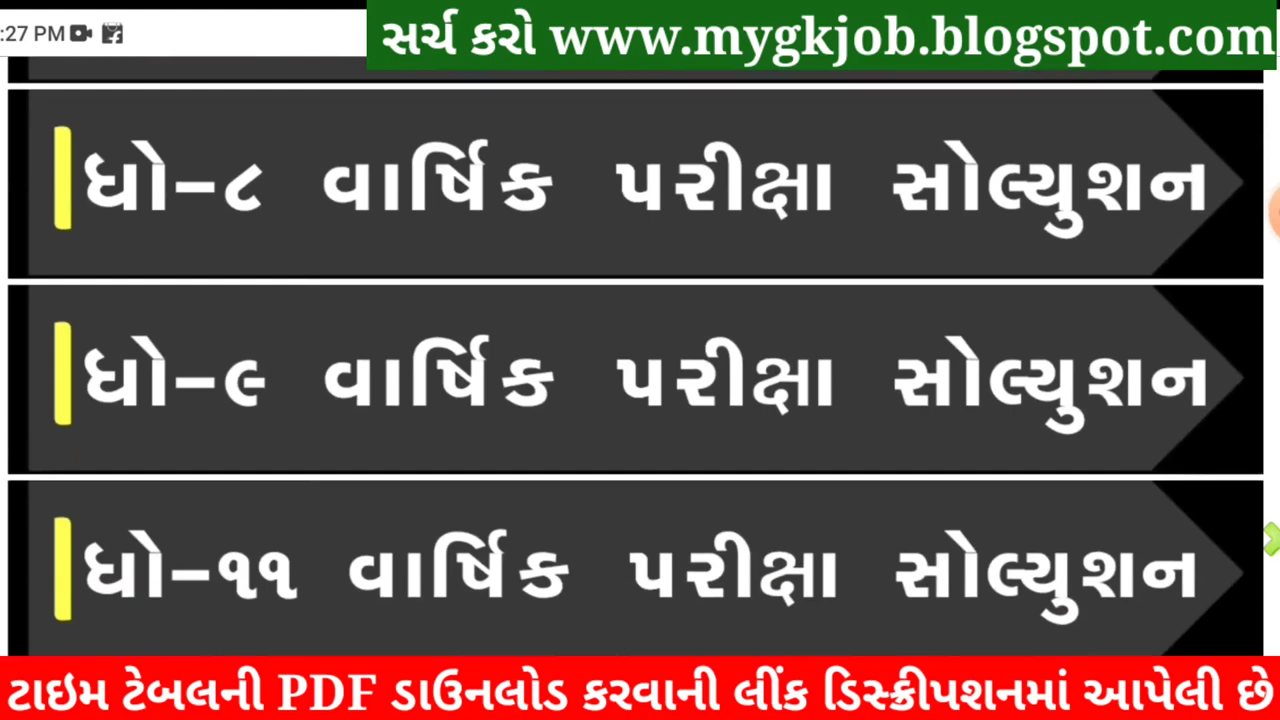 :27 PM
સર્ચ કરો www.mygkjob.blogspot.com
ધો-૮ વાર્ષિક પરીક્ષા સોલ્યુશન
ધો-૯ વાર્ષિક પરીક્ષા સોલ્યુશન
ધો-૧૧ વાર્ષિક પરીક્ષા સોલ્યુશન
ટાઇમ ટેબલની PDF ડાઉનલોડ કરવાની લીંક ડિસ્ક્રીપશનમાં આપેલી છે